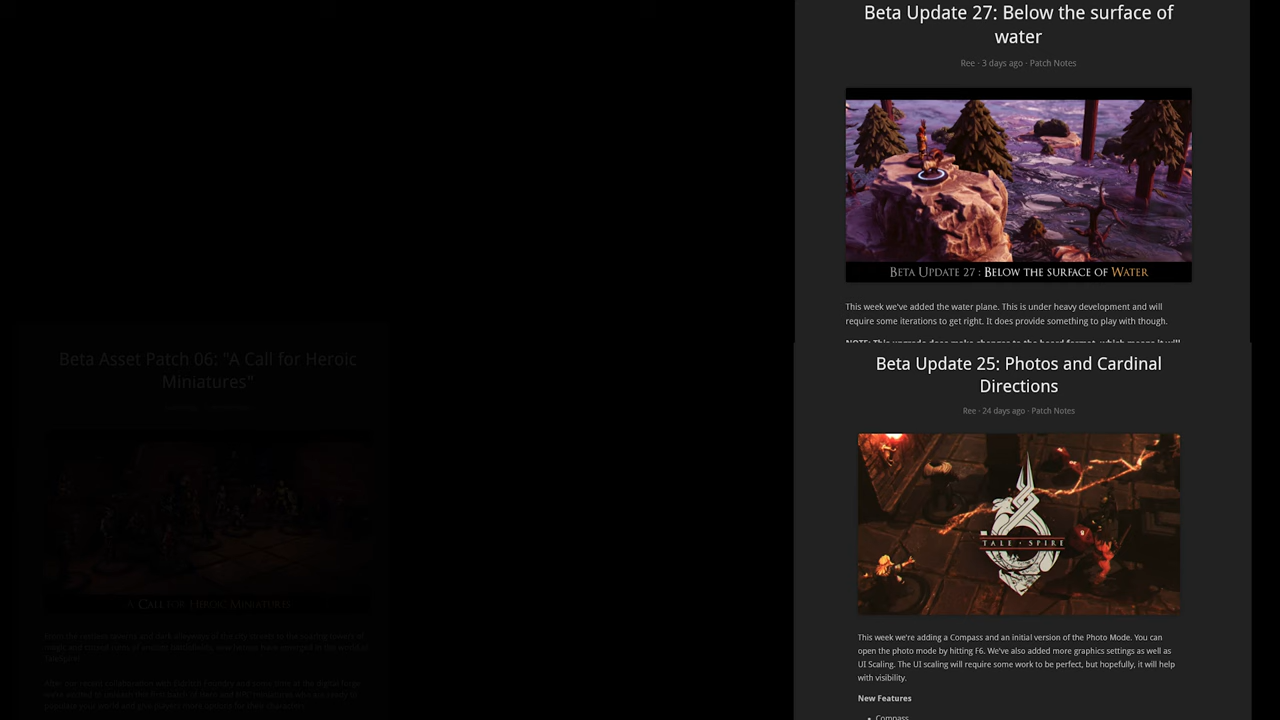 Beta Update 27: Below the surface of
water
Ree · 3 days ago · Patch Notes
BETA UPDATE 27 : BELOW THE SURFACE OF WATER
This week we've added the water plane. This is under heavy development and will
require some iterations to get right. It does provide something to play with though.
NOTE: This upgrade does make changes to the board format, which means it will
Beta Update 25: Photos and Cardinal
Directions
Ree · 24 days ago · Patch Notes
TALE · SPIRE
This week we're adding a Compass and an initial version of the Photo Mode. You can
open the photo mode by hitting F6. We've also added more graphics settings as well as
UI Scaling. The UI scaling will require some work to be perfect, but hopefully, it will help
with visibility.
New Features
• Compass
Beta Asset Patch 06: "A Call for Heroic
Miniatures"
A CALL FOR HEROIC MINIATURES